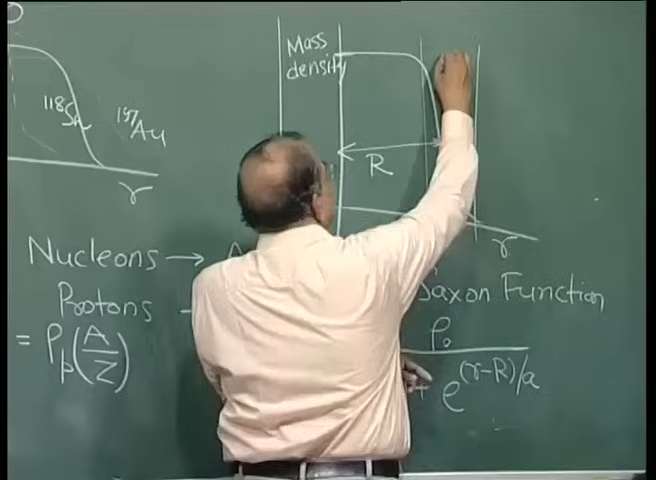 Mass
density
118Sn
197Au
r
R
r
Nucleons →
Protons
Saxon Function
= ρp(A/Z)
ρ0
+ e(r-R)/a